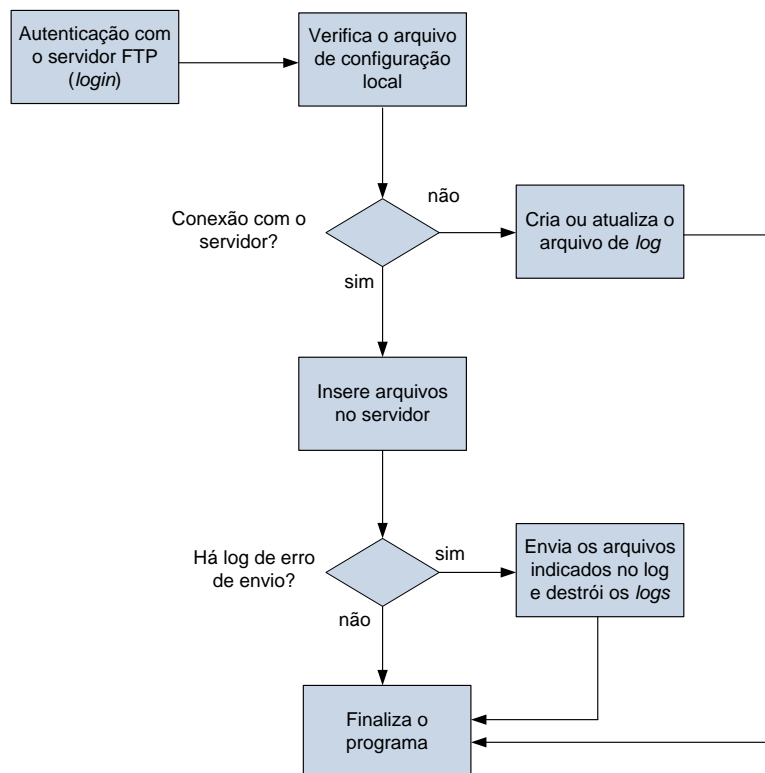 Autenticação com
o servidor FTP
(login)
Verifica o arquivo
de configuração
local
Conexão com o
servidor?
não
sim
Cria ou atualiza o
arquivo de log
Insere arquivos
no servidor
Há log de erro
de envio?
sim
não
Envia os arquivos
indicados no log
e destrói os logs
Finaliza o
programa